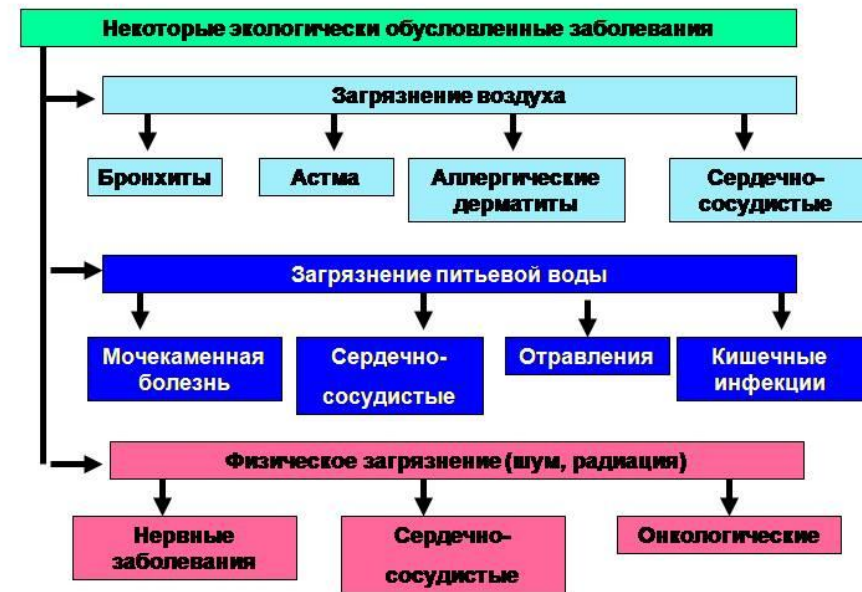 Некоторые экологически обусловленные заболевания
Загрязнение воздуха
Бронхиты
Астма
Аллергические
дерматиты
Сердечно-
сосудистые
Загрязнение питьевой воды
Мочекаменная
болезнь
Сердечно-
сосудистые
Отравления
Кишечные
инфекции
Физическое загрязнение (шум, радиация)
Нервные
заболевания
Сердечно-
сосудистые
Онкологические